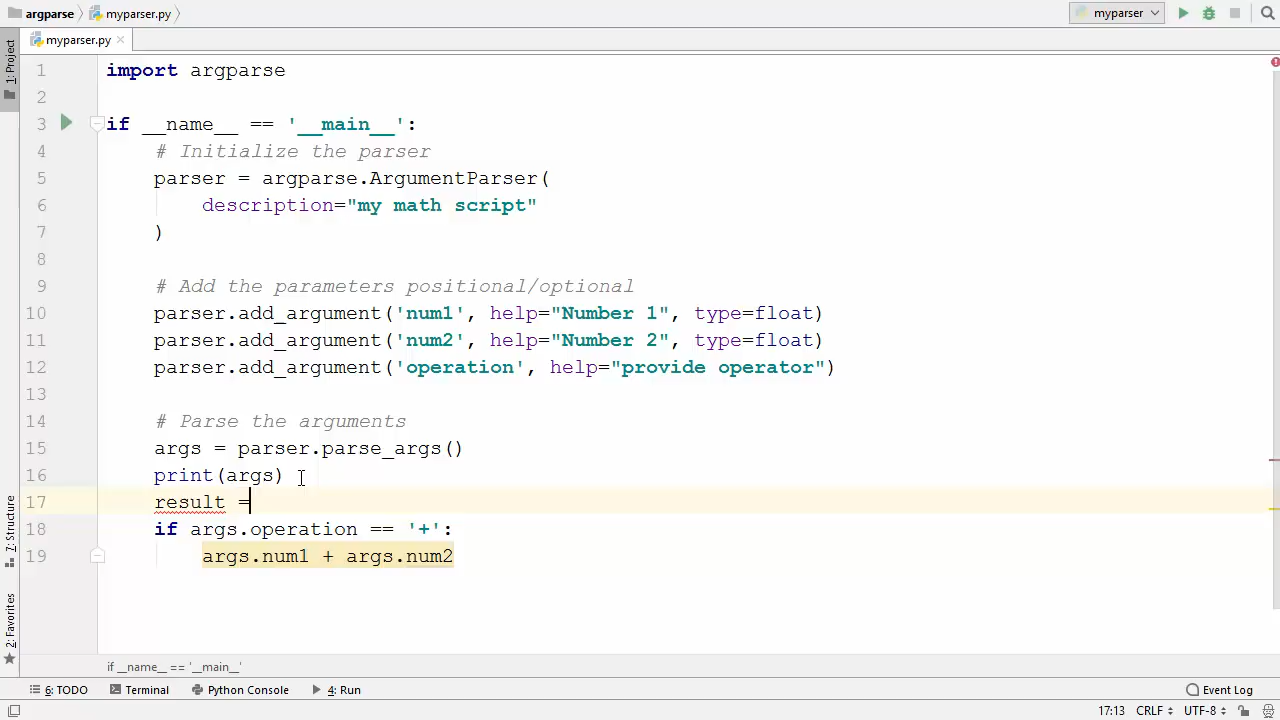 argparse myparser.py myparser
myparser.py
1: Project
1 import argparse
2
3 if __name__ == '__main__':
4 # Initialize the parser
5 parser = argparse.ArgumentParser(
6 description="my math script"
7 )
8
9 # Add the parameters positional/optional
10 parser.add_argument('num1', help="Number 1", type=float)
11 parser.add_argument('num2', help="Number 2", type=float)
12 parser.add_argument('operation', help="provide operator")
13
14 # Parse the arguments
15 args = parser.parse_args()
16 print(args)
17 result =
18 if args.operation == '+':
19 args.num1 + args.num2
7: Structure
2: Favorites
if __name__ == '__main__'
6: TODO Terminal Python Console 4: Run Event Log
17:13 CRLF UTF-8